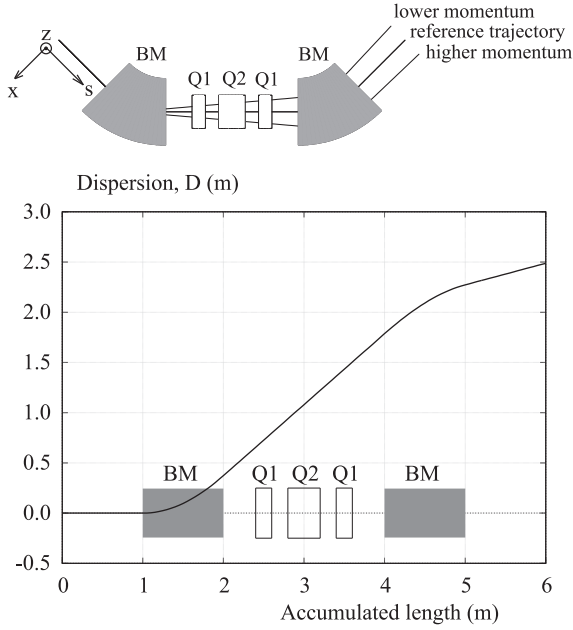 lower momentum
reference trajectory
higher momentum
z
BM
BM
Q1 Q2 Q1
x
s
Dispersion, D (m)
3.0
2.5
2.0
1.5
1.0
0.5
0.0
-0.5
BM
Q1 Q2 Q1
BM
0 1 2 3 4 5 6
Accumulated length (m)